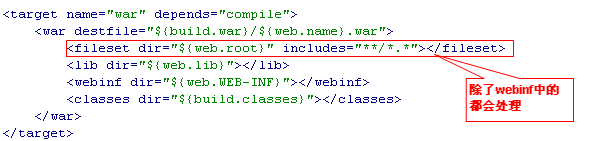 <target name="war" depends="compile">
<war destfile="${build.war}/${web.name}.war">
<fileset dir="${web.root}" includes="**/*.*"></fileset>
<lib dir="${web.lib}"></lib>
<webinf dir="${web.WEB-INF}"></webinf>
<classes dir="${build.classes}"></classes>
</war>
</target>
除了webinf中的
都会处理